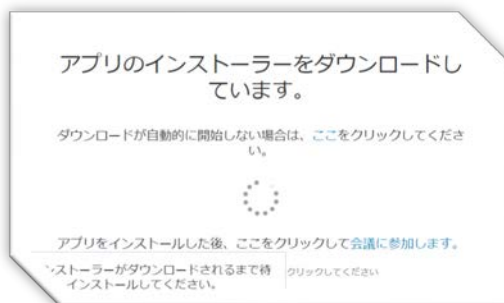 アプリのインストーラーをダウンロードし
ています。
ダウンロードが自動的に開始しない場合は、ここをクリックしてくださ
い。
アプリをインストールした後、ここをクリックして会議に参加します。
ストーラーがダウンロードされるまで待
クリックしてください
インストールしてください。